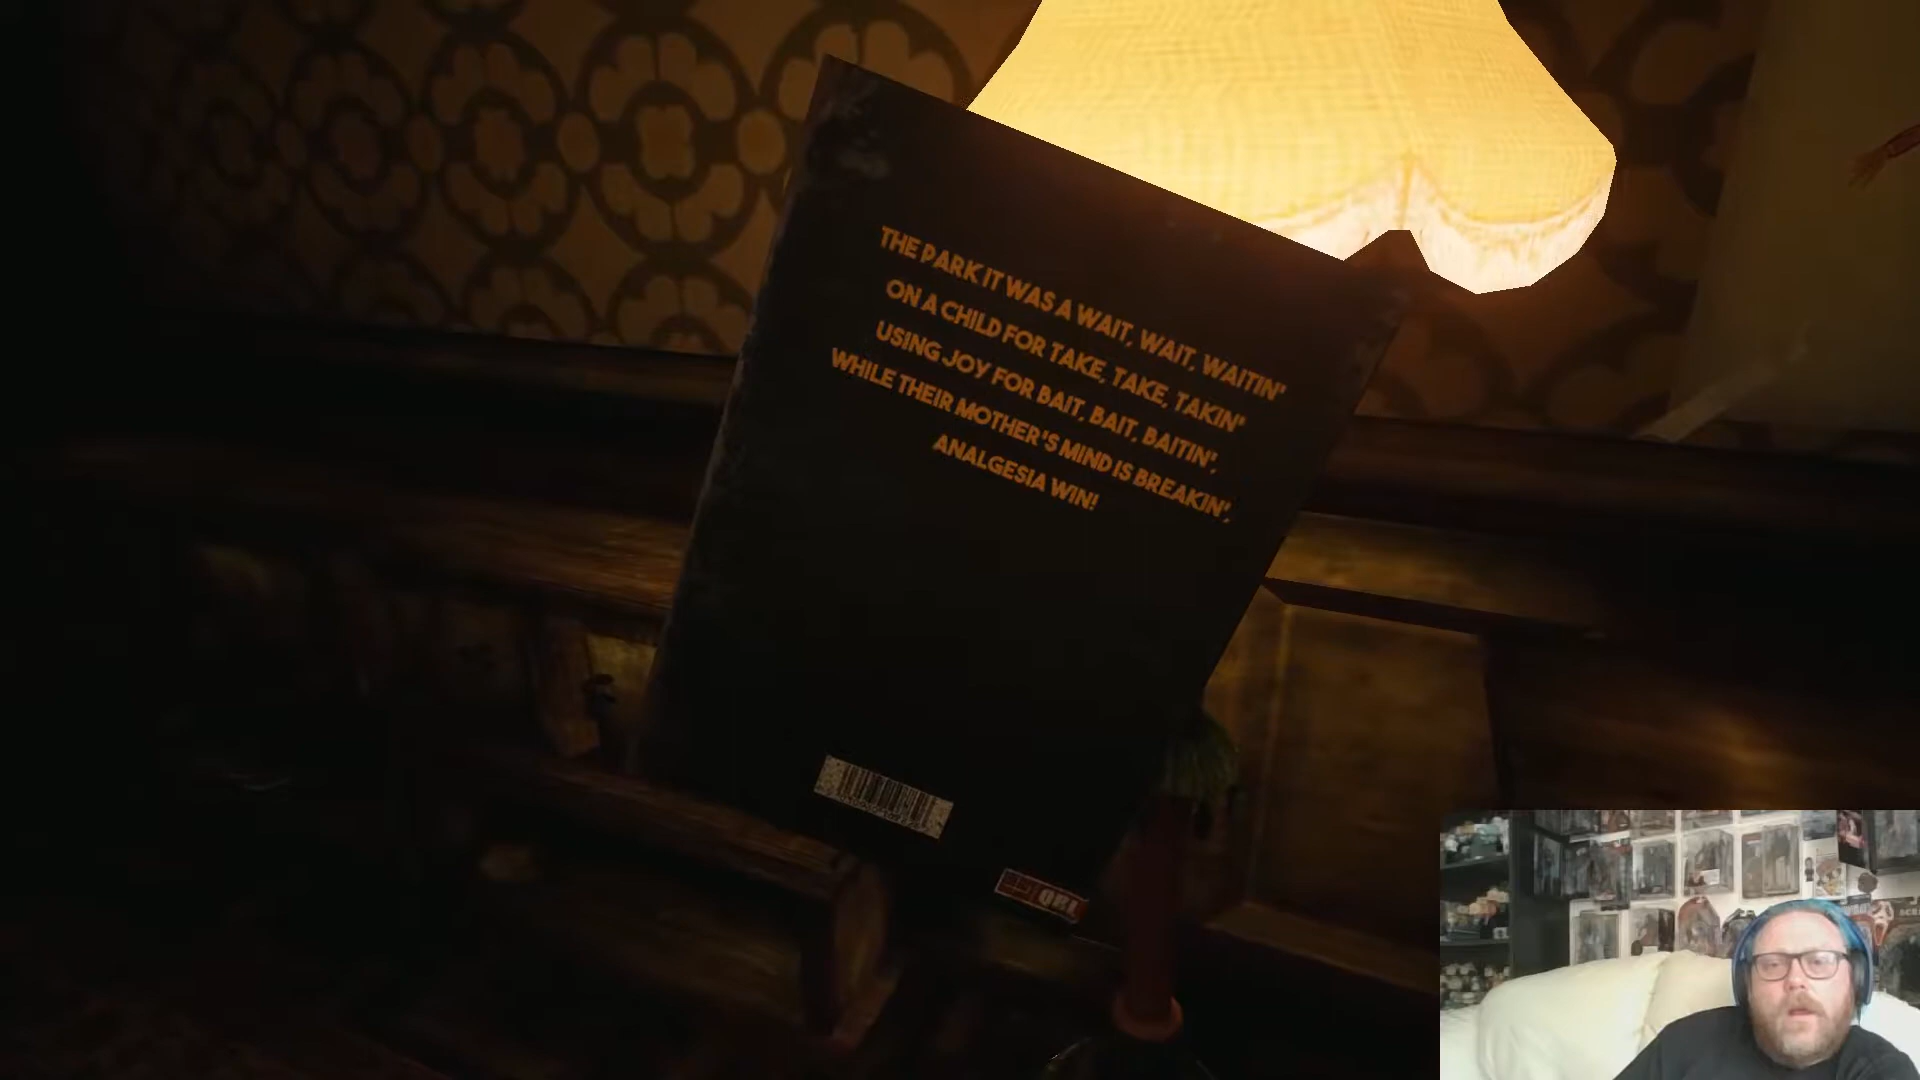 THE PARK IT WAS A WAIT, WAIT, WAITIN'
ON A CHILD FOR TAKE, TAKE, TAKIN'
USING JOY FOR BAIT, BAIT, BAITIN',
WHILE THEIR MOTHER'S MIND IS BREAKIN',
ANALGESIA WIN!